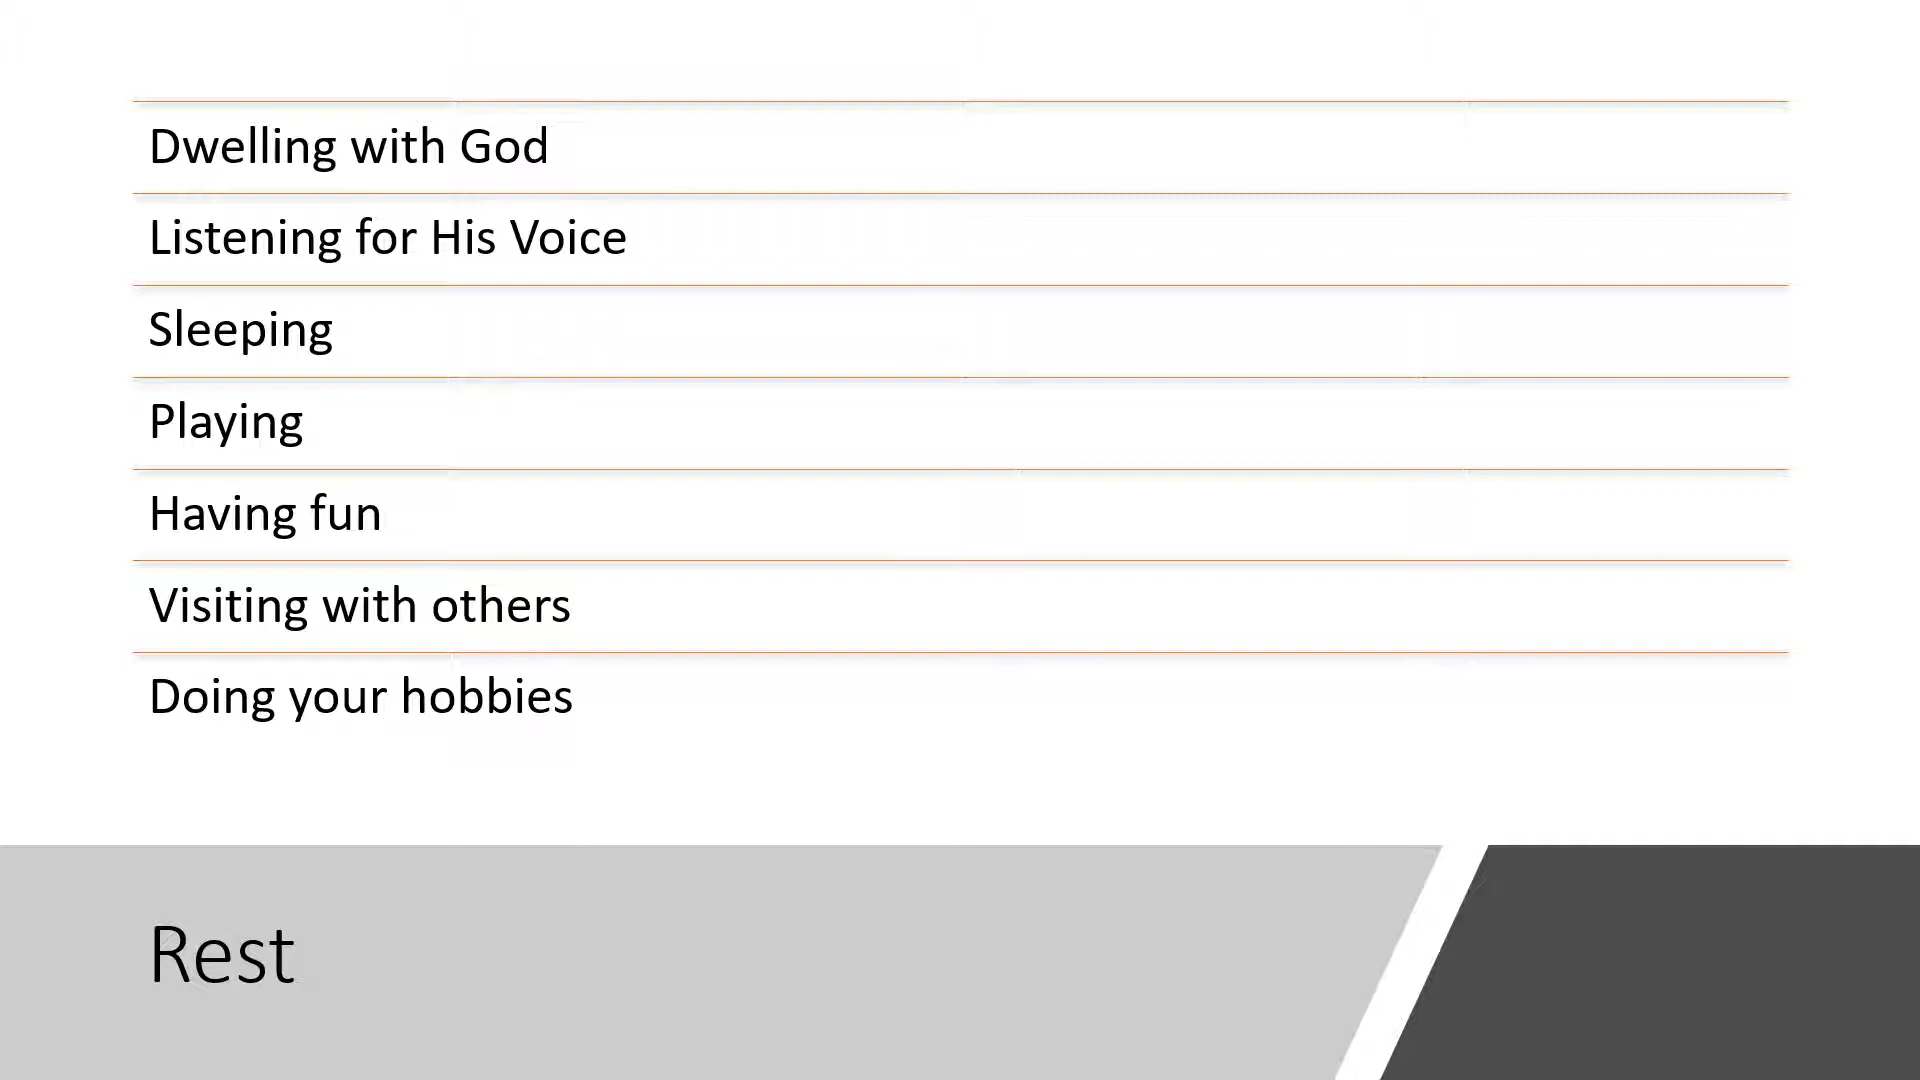 Dwelling with God
Listening for His Voice
Sleeping
Playing
Having fun
Visiting with others
Doing your hobbies
Rest